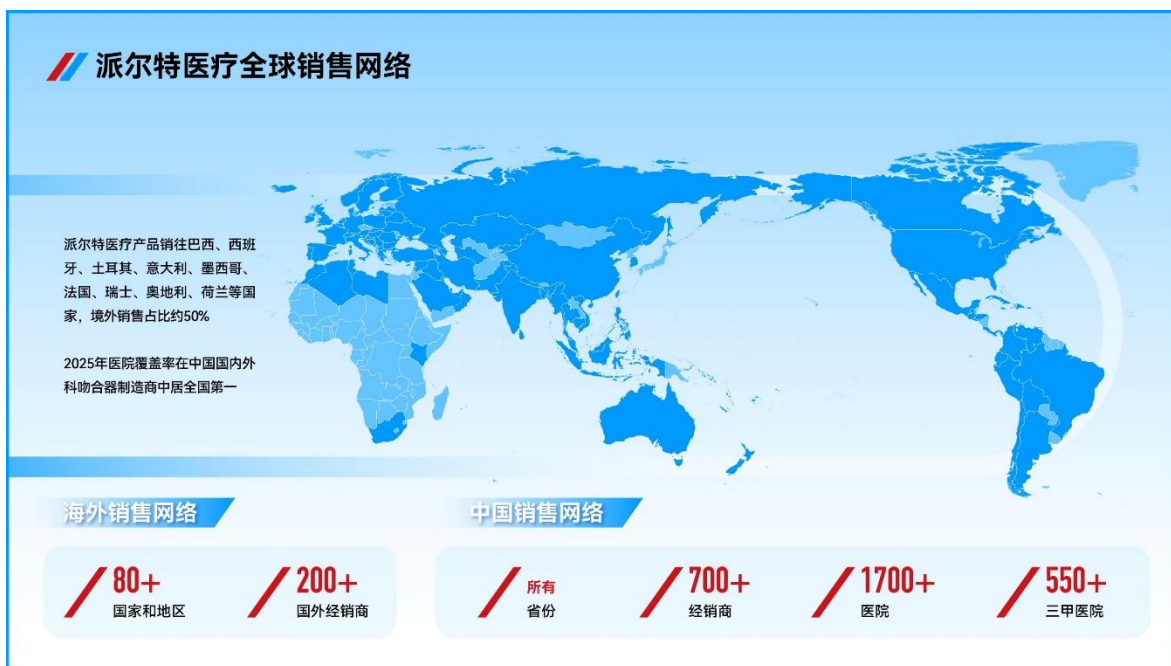 派尔特医疗全球销售网络
派尔特医疗产品销往巴西、西班
牙、土耳其、意大利、墨西哥、
法国、瑞士、奥地利、荷兰等国
家，境外销售占比约50%
2025年医院覆盖率在中国国内外
科吻合器制造商中居全国第一
海外销售网络
80+
国家和地区
200+
国外经销商
中国销售网络
所有
省份
700+
经销商
1700+
医院
550+
三甲医院